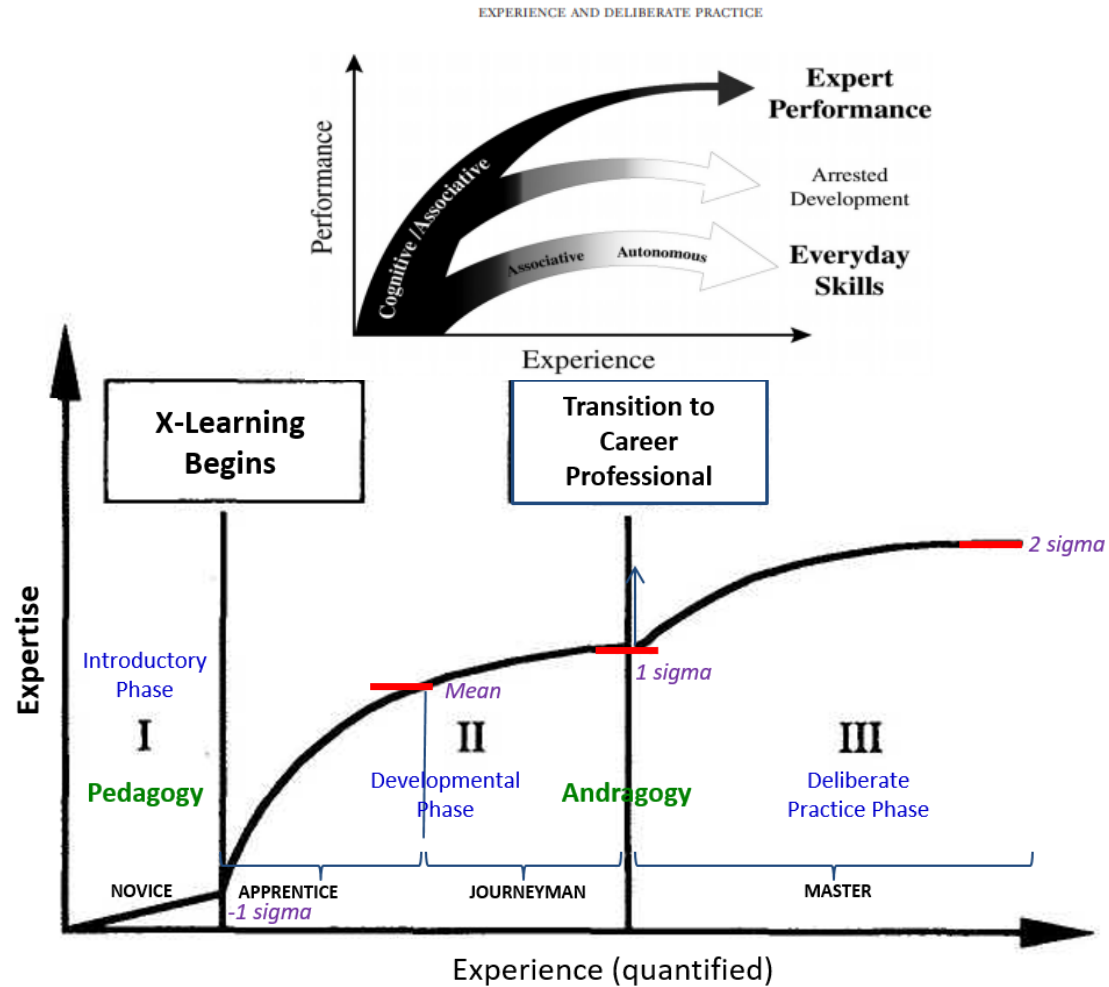 EXPERIENCE AND DELIBERATE PRACTICE
Performance
Cognitive /Associative
Expert
Performance
Arrested
Development
Associative
Autonomous
Everyday
Skills
Experience
X-Learning
Begins
Transition to
Career
Professional
Expertise
2 sigma
1 sigma
Mean
Introductory
Phase
I
Pedagogy
II
Developmental
Phase
Andragogy
III
Deliberate
Practice Phase
NOVICE
APPRENTICE
JOURNEYMAN
MASTER
-1 sigma
Experience (quantified)